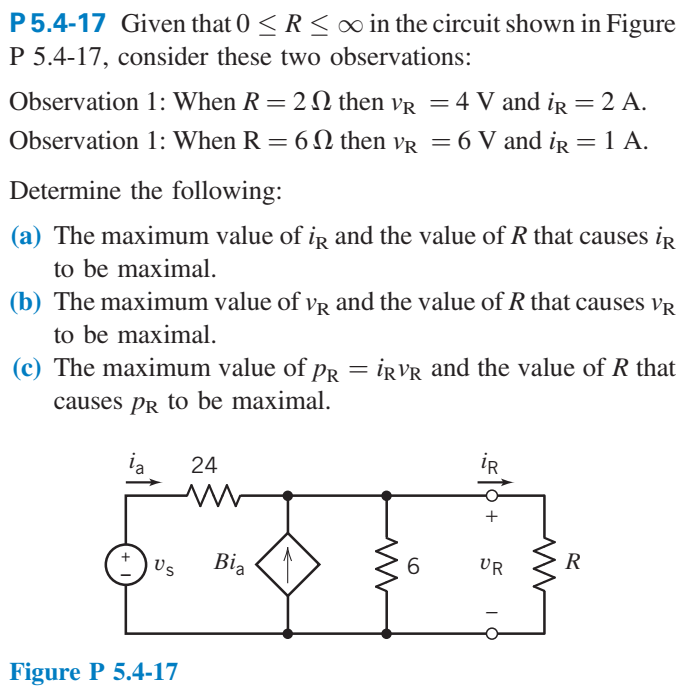 P 5.4-17 Given that 0 ≤ R ≤ ∞ in the circuit shown in Figure
P 5.4-17, consider these two observations:
Observation 1: When R = 2 Ω then vR = 4 V and iR = 2 A.
Observation 1: When R = 6 Ω then vR = 6 V and iR = 1 A.
Determine the following:
(a) The maximum value of iR and the value of R that causes iR
to be maximal.
(b) The maximum value of vR and the value of R that causes vR
to be maximal.
(c) The maximum value of pR = iRvR and the value of R that
causes pR to be maximal.
ia 24 iR
+
+ − vs Bia 6 vR R
−
Figure P 5.4-17